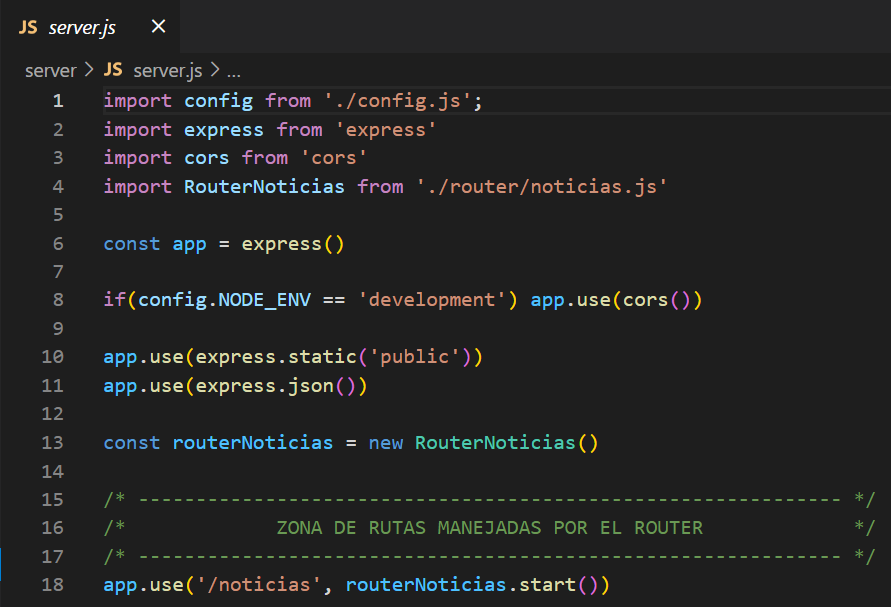 JS server.js ×
server > JS server.js > ...
1 import config from './config.js';
2 import express from 'express'
3 import cors from 'cors'
4 import RouterNoticias from './router/noticias.js'
5
6 const app = express()
7
8 if(config.NODE_ENV == 'development') app.use(cors())
9
10 app.use(express.static('public'))
11 app.use(express.json())
12
13 const routerNoticias = new RouterNoticias()
14
15 /* ------------------------------------------------------------- */
16 /*             ZONA DE RUTAS MANEJADAS POR EL ROUTER             */
17 /* ------------------------------------------------------------- */
18 app.use('/noticias', routerNoticias.start())